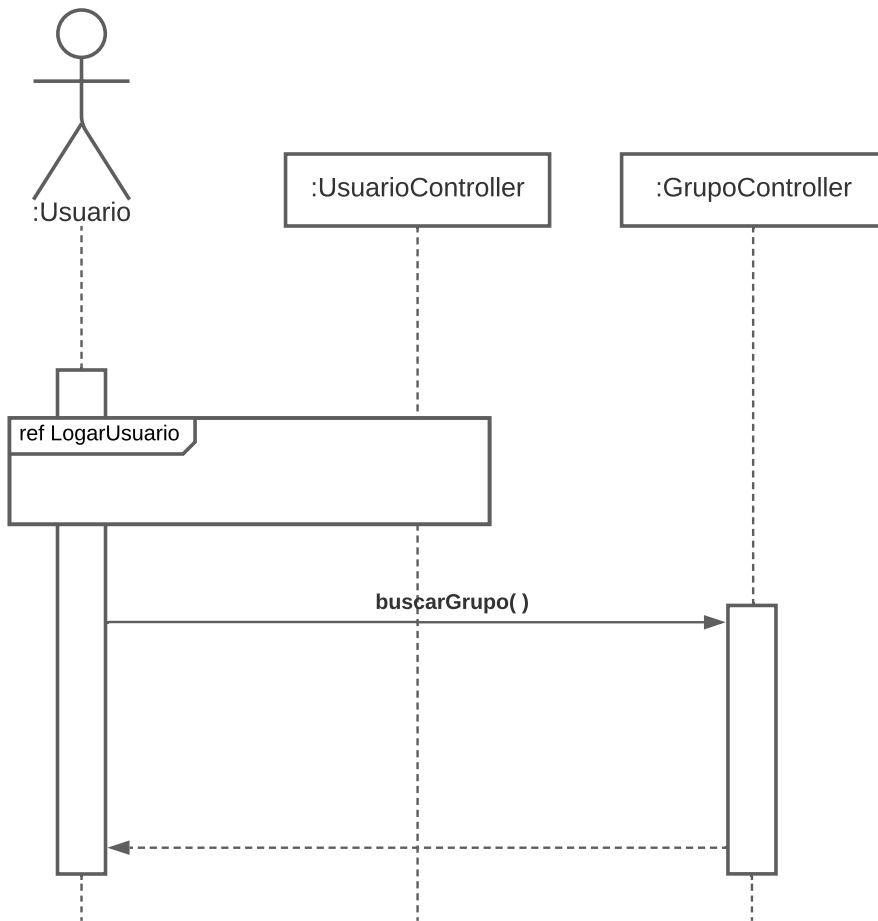 :Usuario
:UsuarioController
:GrupoController
ref LogarUsuario
buscarGrupo( )